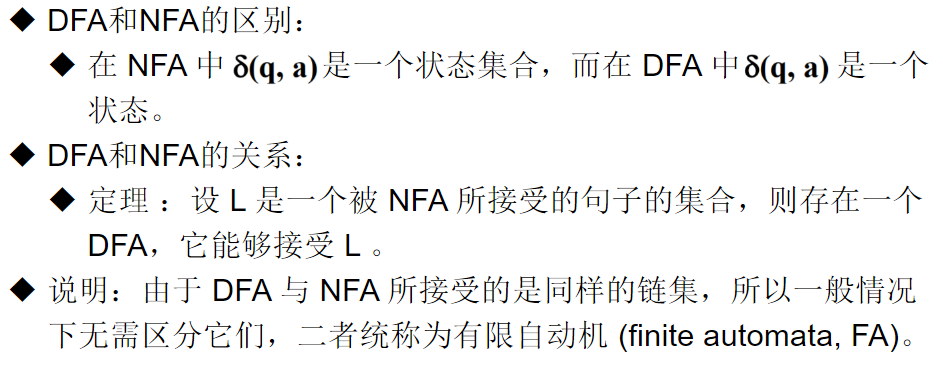 ◆ DFA和NFA的区别：
◆ 在 NFA 中 δ(q, a)是一个状态集合，而在 DFA 中δ(q, a) 是一个
状态。
◆ DFA和NFA的关系：
◆ 定理 ：设 L 是一个被 NFA 所接受的句子的集合，则存在一个
DFA，它能够接受 L 。
◆ 说明：由于 DFA 与 NFA 所接受的是同样的链集，所以一般情况
下无需区分它们，二者统称为有限自动机 (finite automata, FA)。